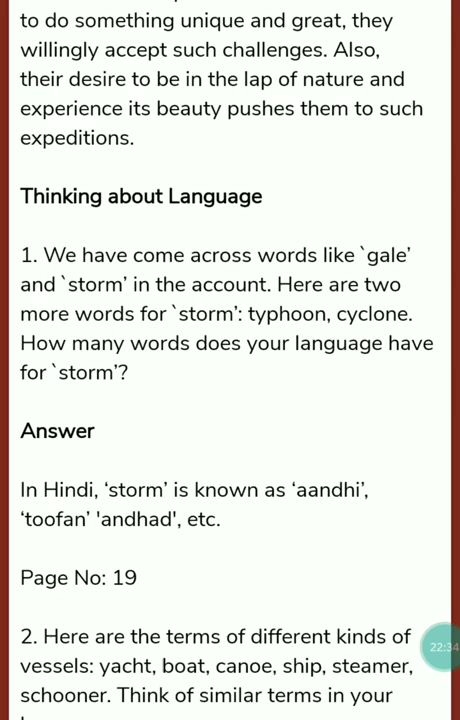 to do something unique and great, they
willingly accept such challenges. Also,
their desire to be in the lap of nature and
experience its beauty pushes them to such
expeditions.
Thinking about Language
1. We have come across words like `gale’
and `storm’ in the account. Here are two
more words for `storm’: typhoon, cyclone.
How many words does your language have
for `storm’?
Answer
In Hindi, ‘storm’ is known as ‘aandhi’,
‘toofan’ 'andhad', etc.
Page No: 19
2. Here are the terms of different kinds of
vessels: yacht, boat, canoe, ship, steamer,
schooner. Think of similar terms in your
22:34